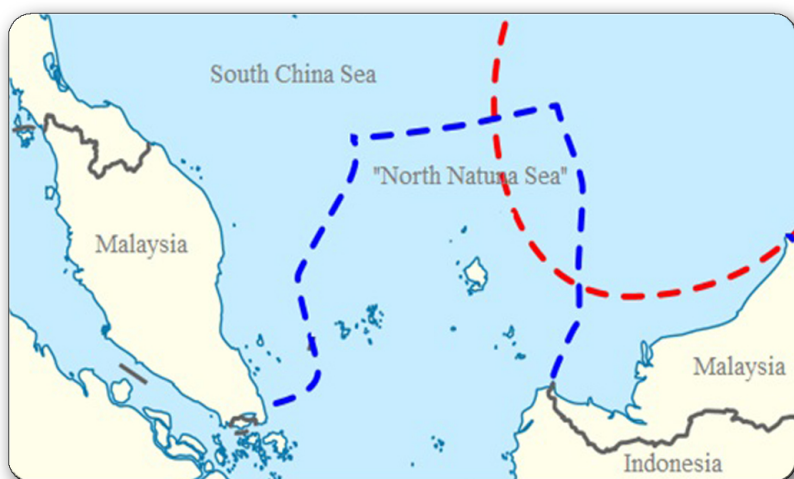 South China Sea
"North Natuna Sea"
Malaysia
Malaysia
Indonesia